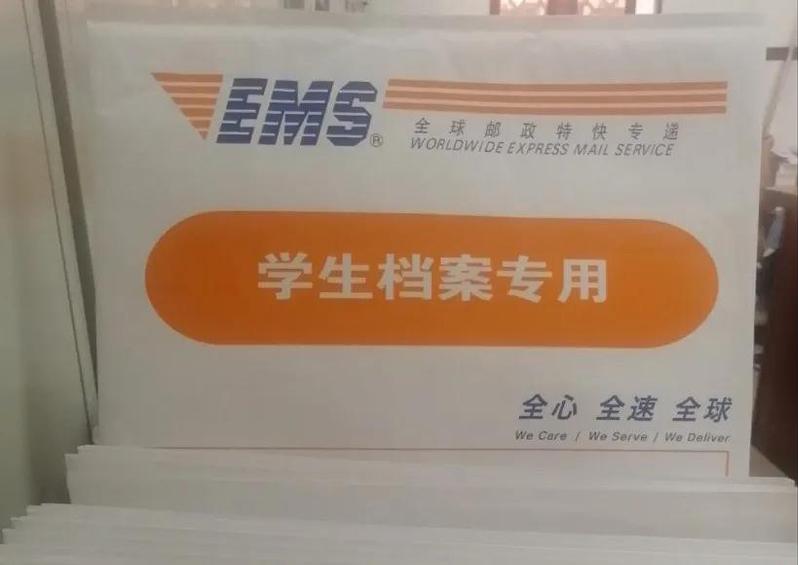 EMS®
全球邮政特快专递
WORLDWIDE EXPRESS MAIL SERVICE
学生档案专用
全心 全速 全球
We Care / We Serve / We Deliver